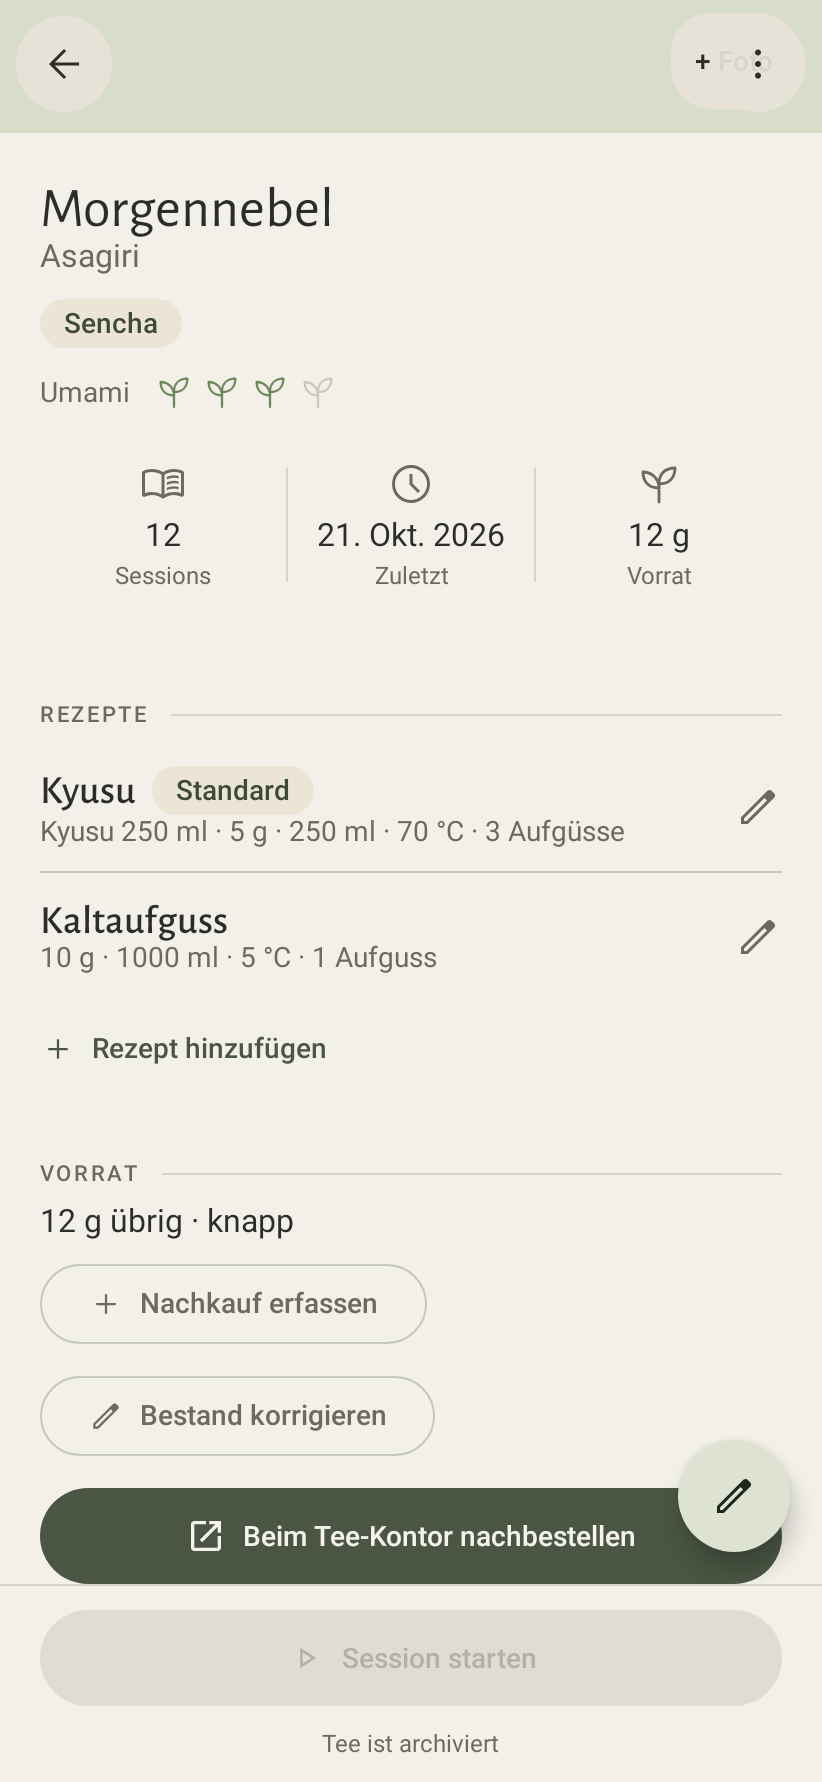 + Foto
Morgennebel
Asagiri
Sencha
Umami
12
Sessions
21. Okt. 2026
Zuletzt
12 g
Vorrat
REZEPTE
Kyusu Standard
Kyusu 250 ml · 5 g · 250 ml · 70 °C · 3 Aufgüsse
Kaltaufguss
10 g · 1000 ml · 5 °C · 1 Aufguss
+ Rezept hinzufügen
VORRAT
12 g übrig · knapp
+ Nachkauf erfassen
Bestand korrigieren
Beim Tee-Kontor nachbestellen
Session starten
Tee ist archiviert